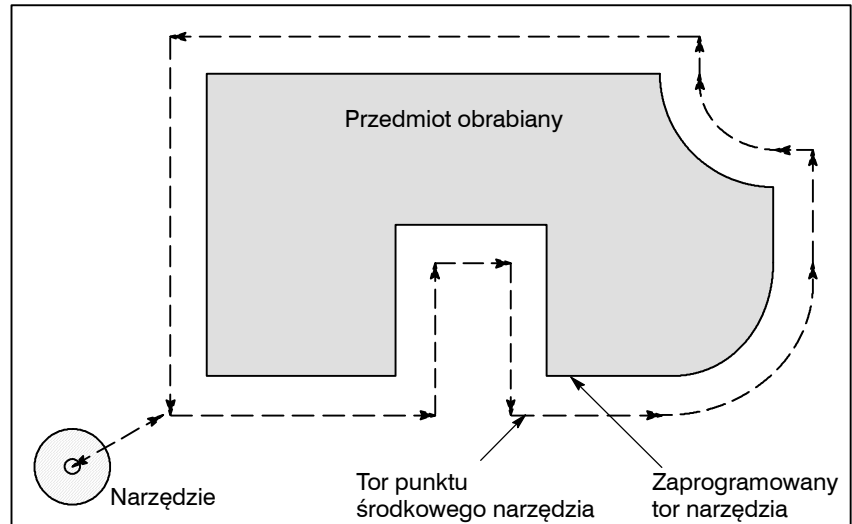 Przedmiot obrabiany
Narzędzie
Tor punktu
środkowego narzędzia
Zaprogramowany
tor narzędzia